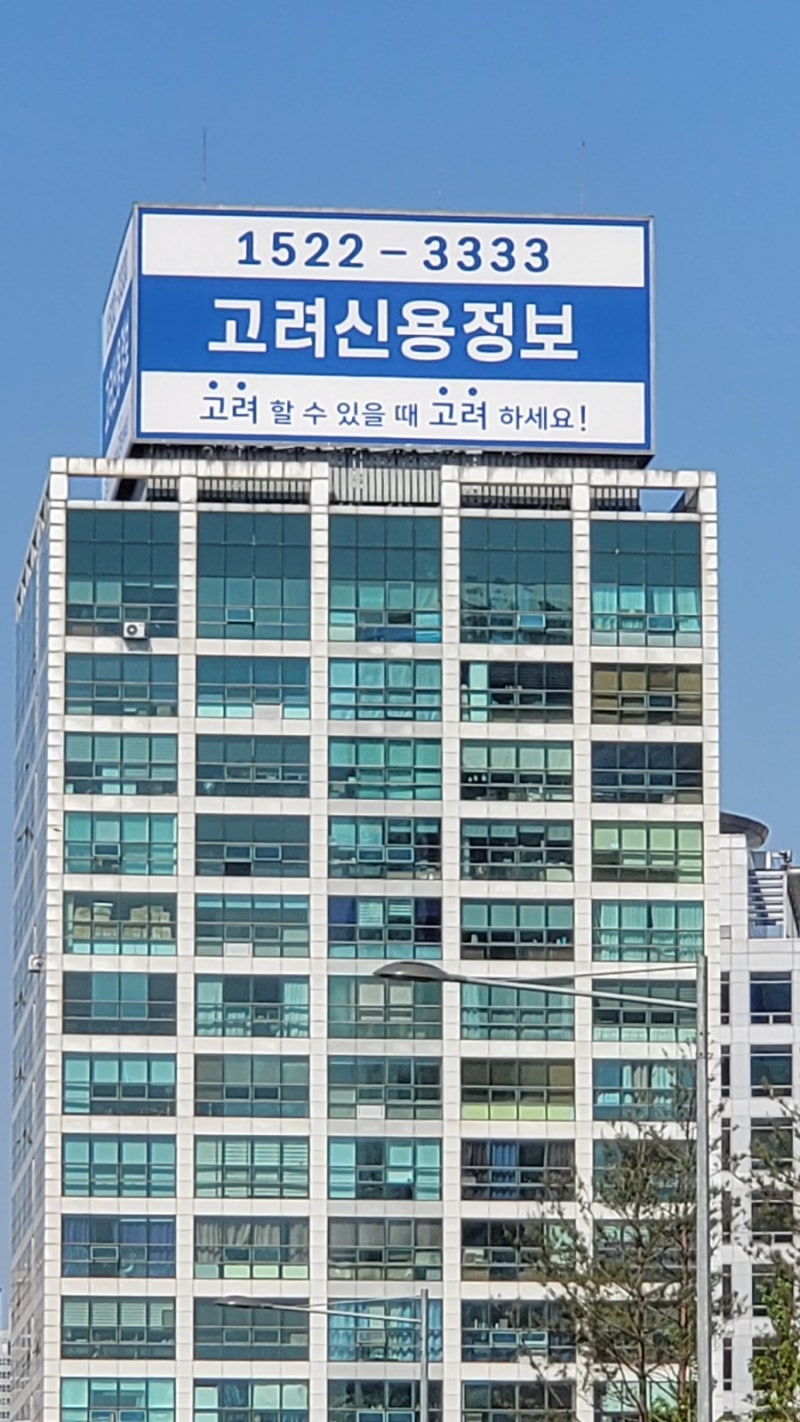 1522-3333
고려신용정보
고려 할 수 있을 때 고려 하세요!